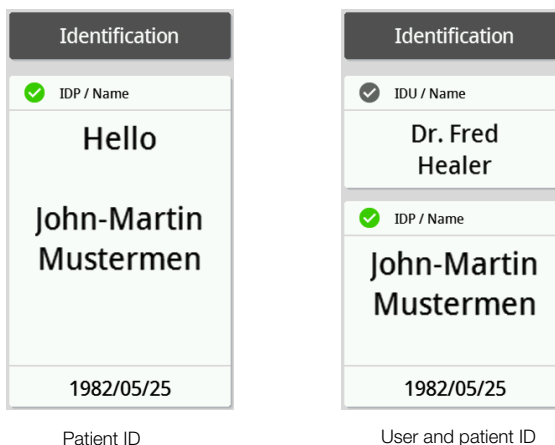 Identification
IDP / Name
Hello
John-Martin
Mustermen
1982/05/25
Patient ID
Identification
IDU / Name
Dr. Fred
Healer
IDP / Name
John-Martin
Mustermen
1982/05/25
User and patient ID